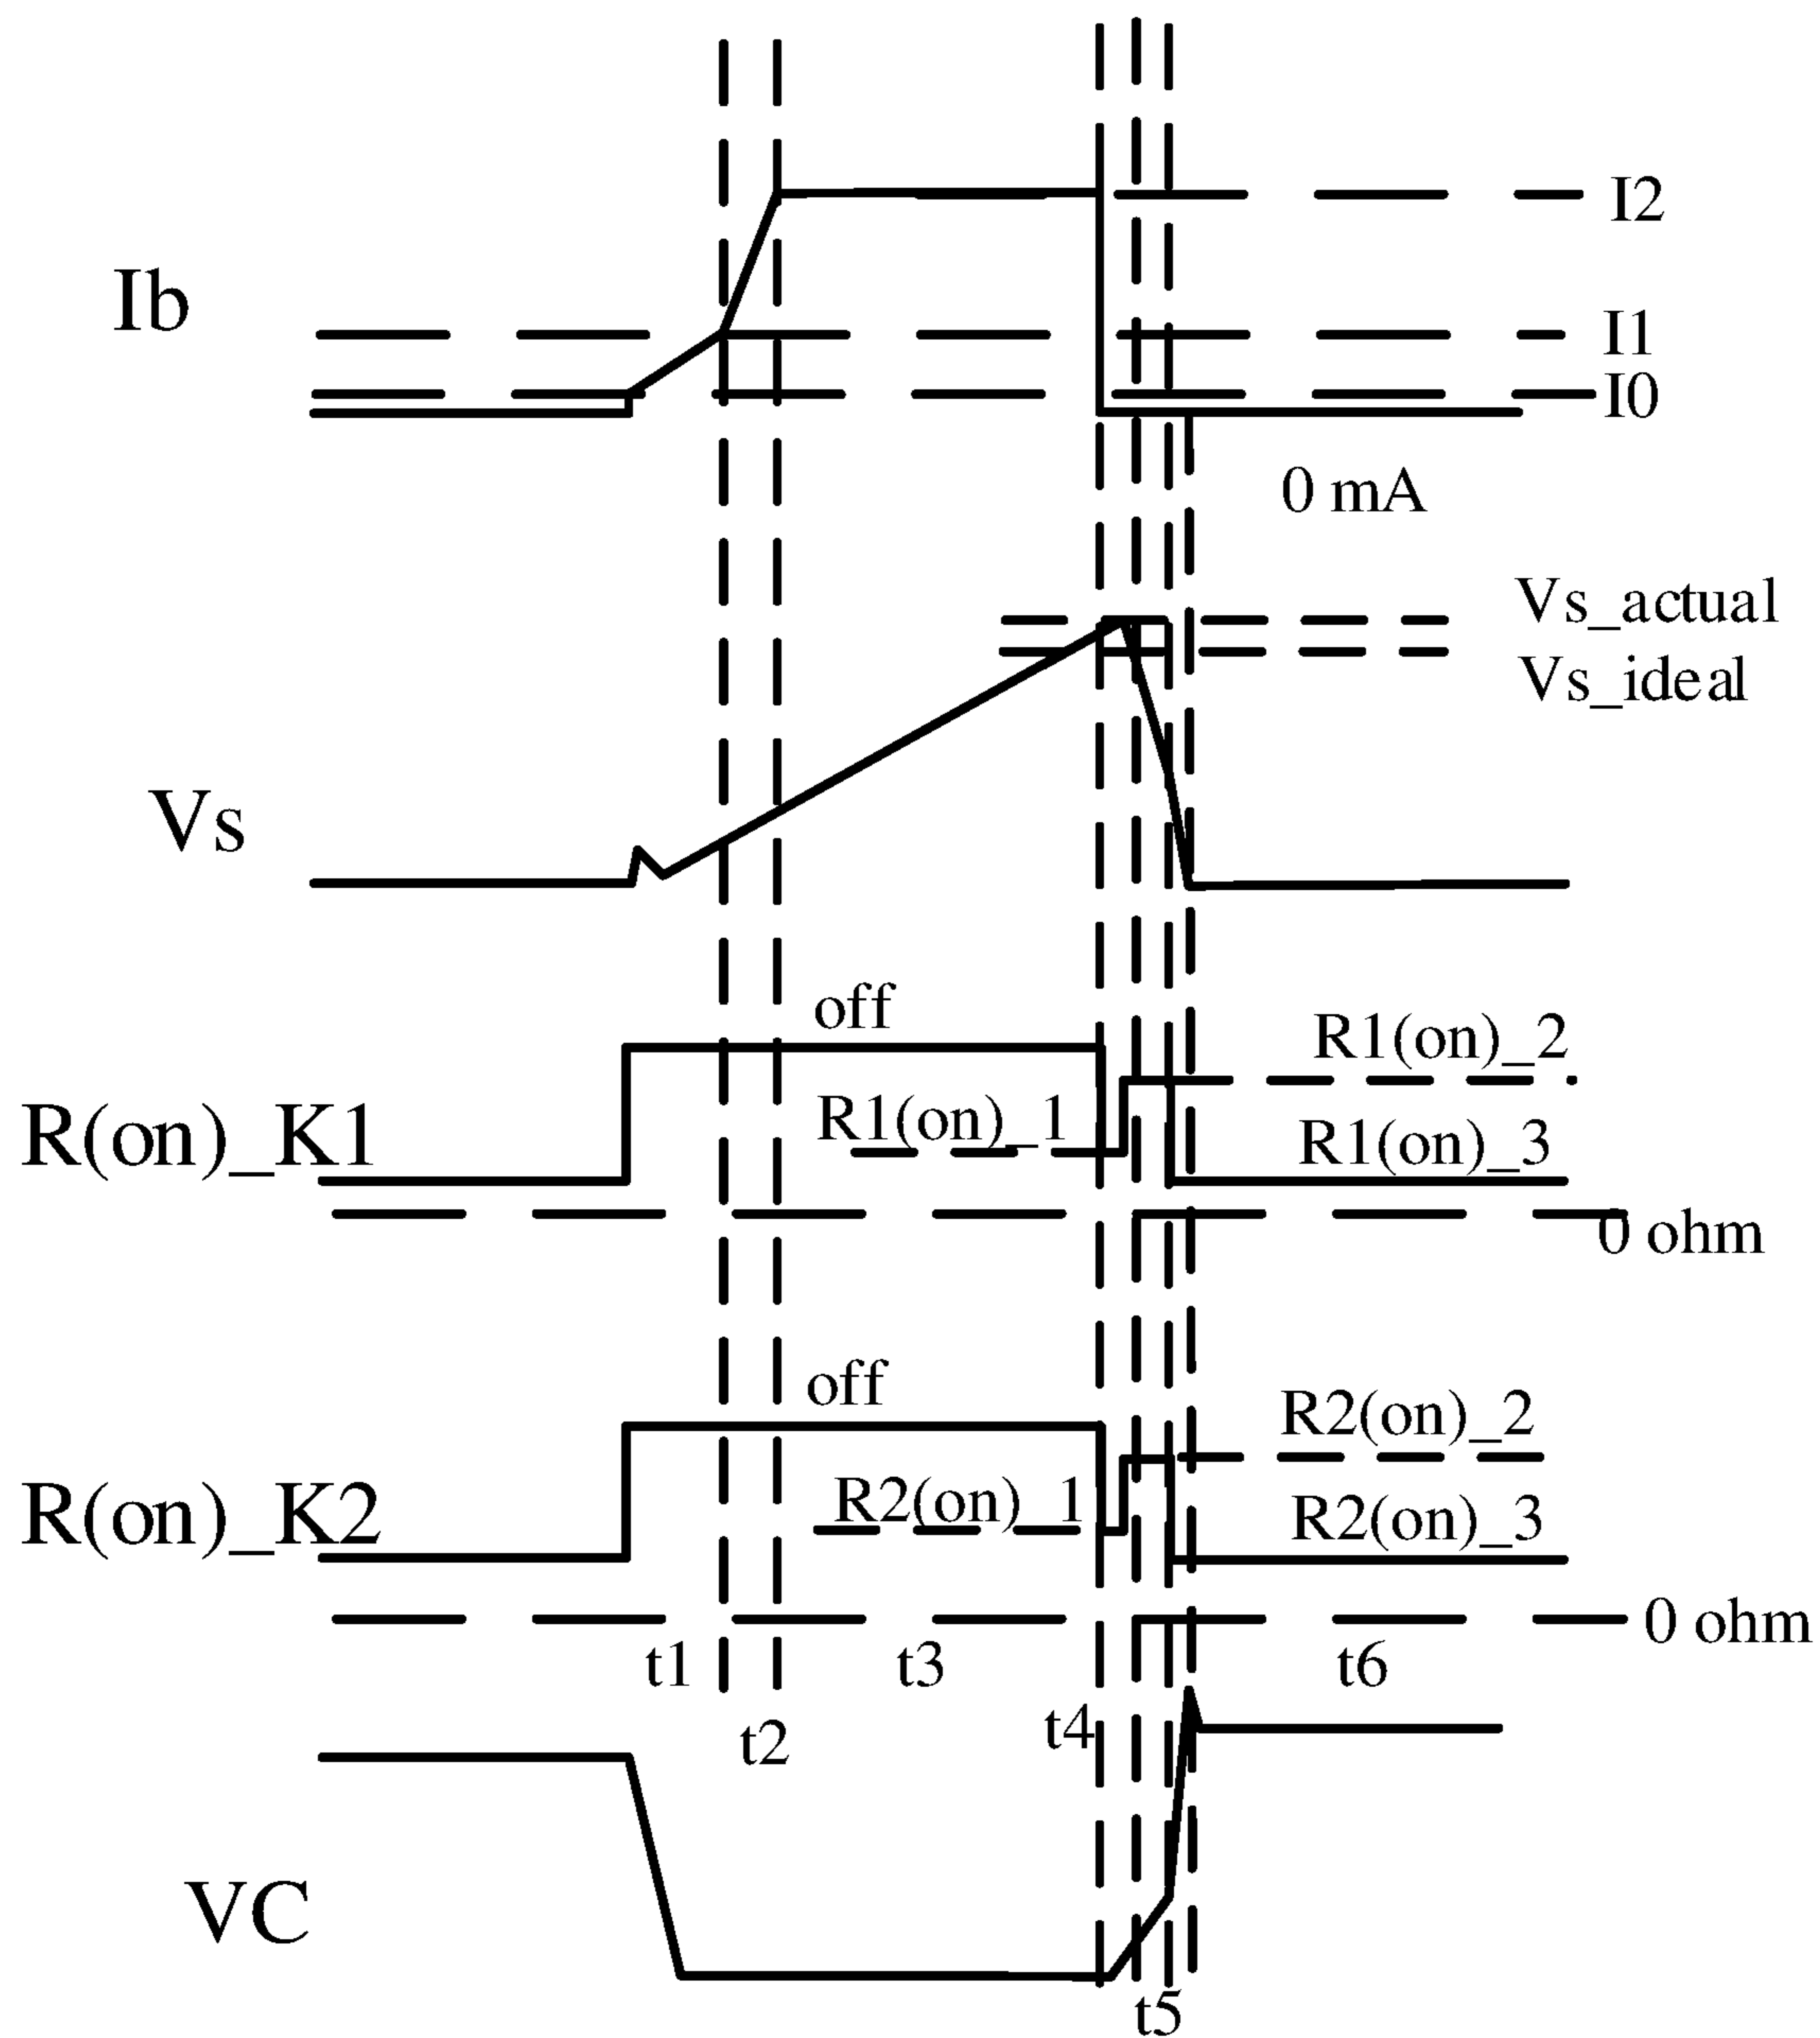 I2
Ib
I1
I0
0 mA
Vs_actual
Vs_ideal
Vs
off
R1(on)_2
R1(on)_1
R(on)_K1
R1(on)_3
0 ohm
off
R2(on)_2
R2(on)_1
R(on)_K2
R2(on)_3
0 ohm
t1
t3
t6
t2
t4
VC
t5